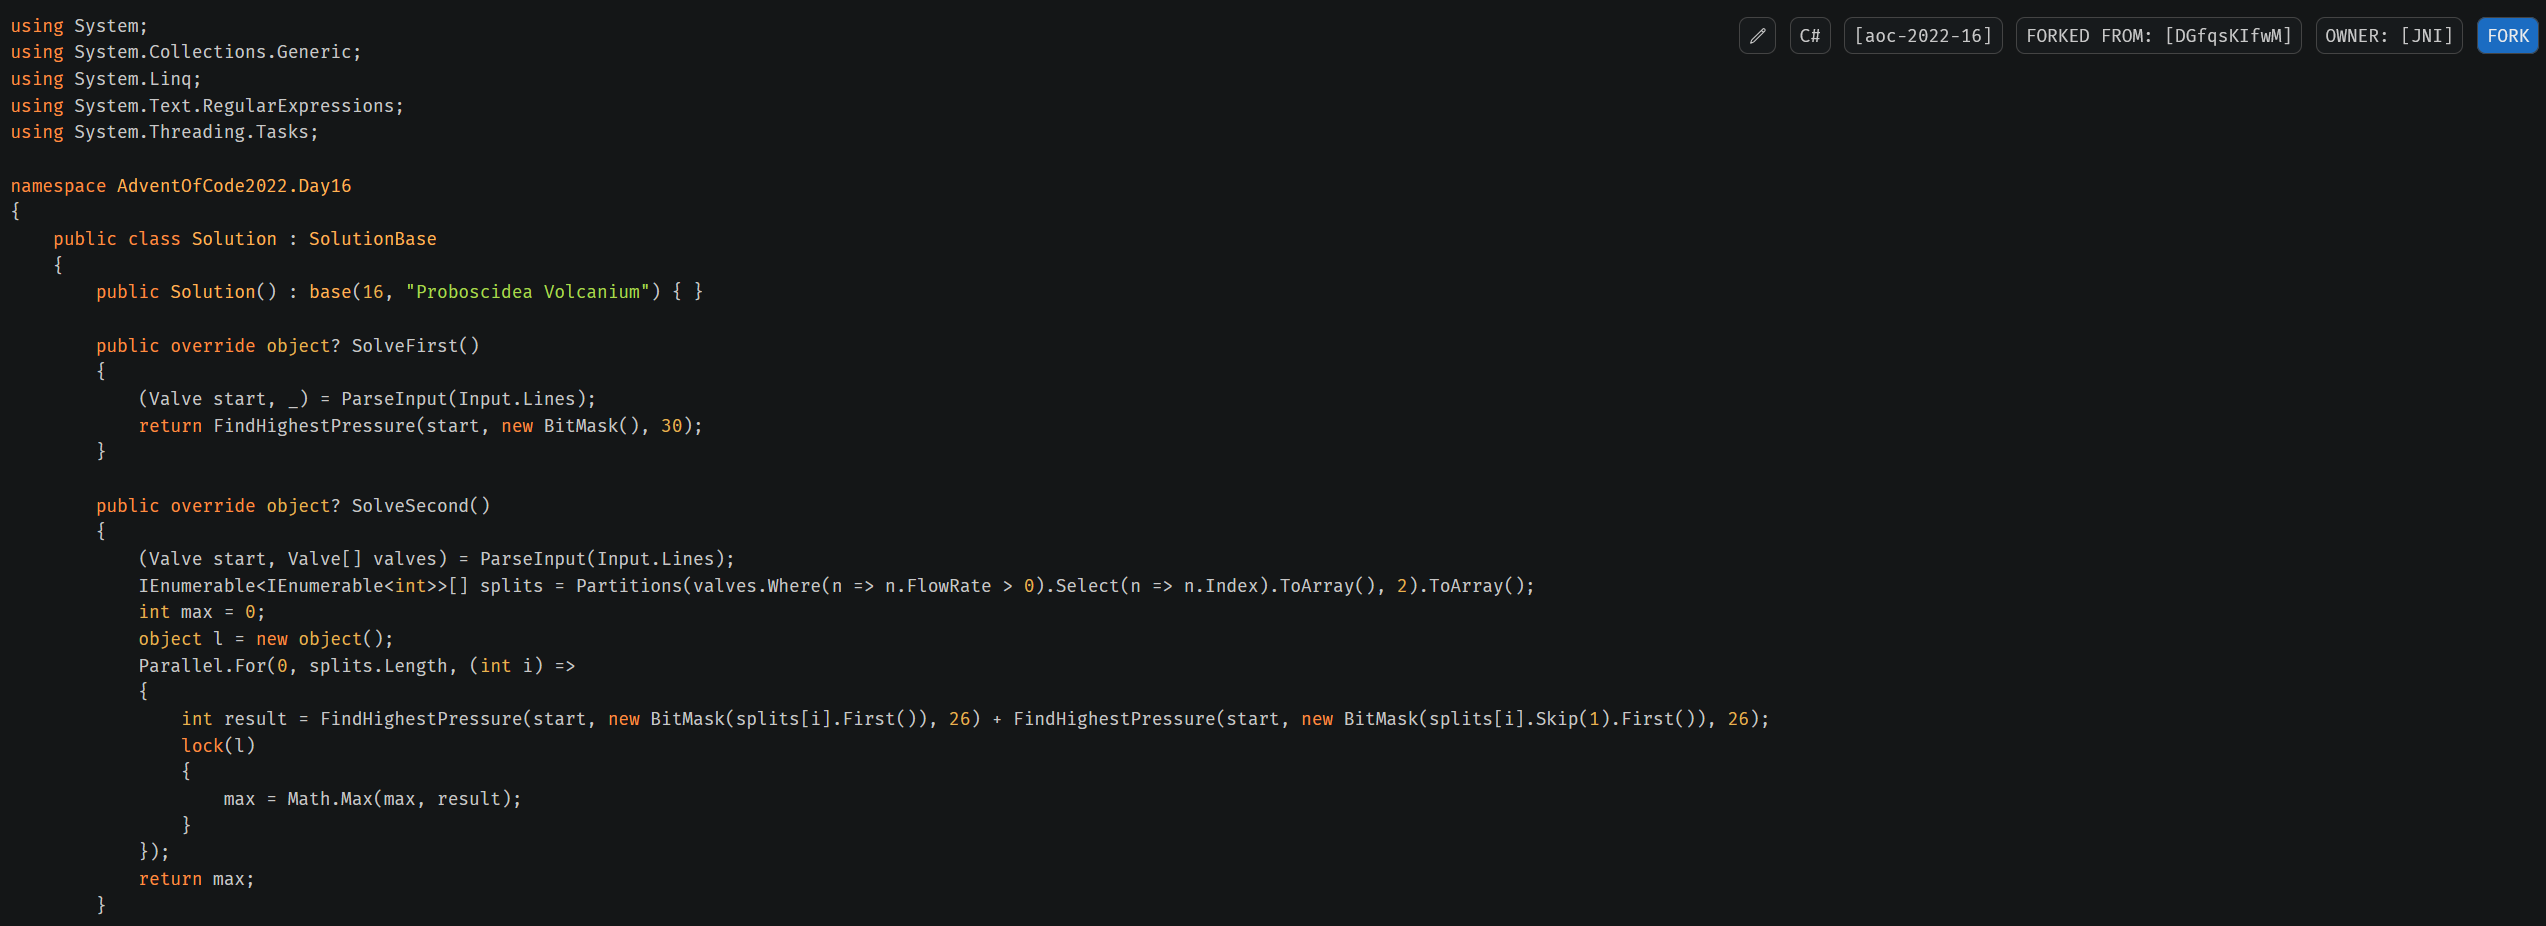 using System;
using System.Collections.Generic;
using System.Linq;
using System.Text.RegularExpressions;
using System.Threading.Tasks;

namespace AdventOfCode2022.Day16
{
    public class Solution : SolutionBase
    {
        public Solution() : base(16, "Proboscidea Volcanium") { }

        public override object? SolveFirst()
        {
            (Valve start, _) = ParseInput(Input.Lines);
            return FindHighestPressure(start, new BitMask(), 30);
        }

        public override object? SolveSecond()
        {
            (Valve start, Valve[] valves) = ParseInput(Input.Lines);
            IEnumerable<IEnumerable<int>>[] splits = Partitions(valves.Where(n => n.FlowRate > 0).Select(n => n.Index).ToArray(), 2).ToArray();
            int max = 0;
            object l = new object();
            Parallel.For(0, splits.Length, (int i) =>
            {
                int result = FindHighestPressure(start, new BitMask(splits[i].First()), 26) + FindHighestPressure(start, new BitMask(splits[i].Skip(1).First()), 26);
                lock(l)
                {
                    max = Math.Max(max, result);
                }
            });
            return max;
        }
C# [aoc-2022-16] FORKED FROM: [DGfqsKIfwM] OWNER: [JNI] FORK